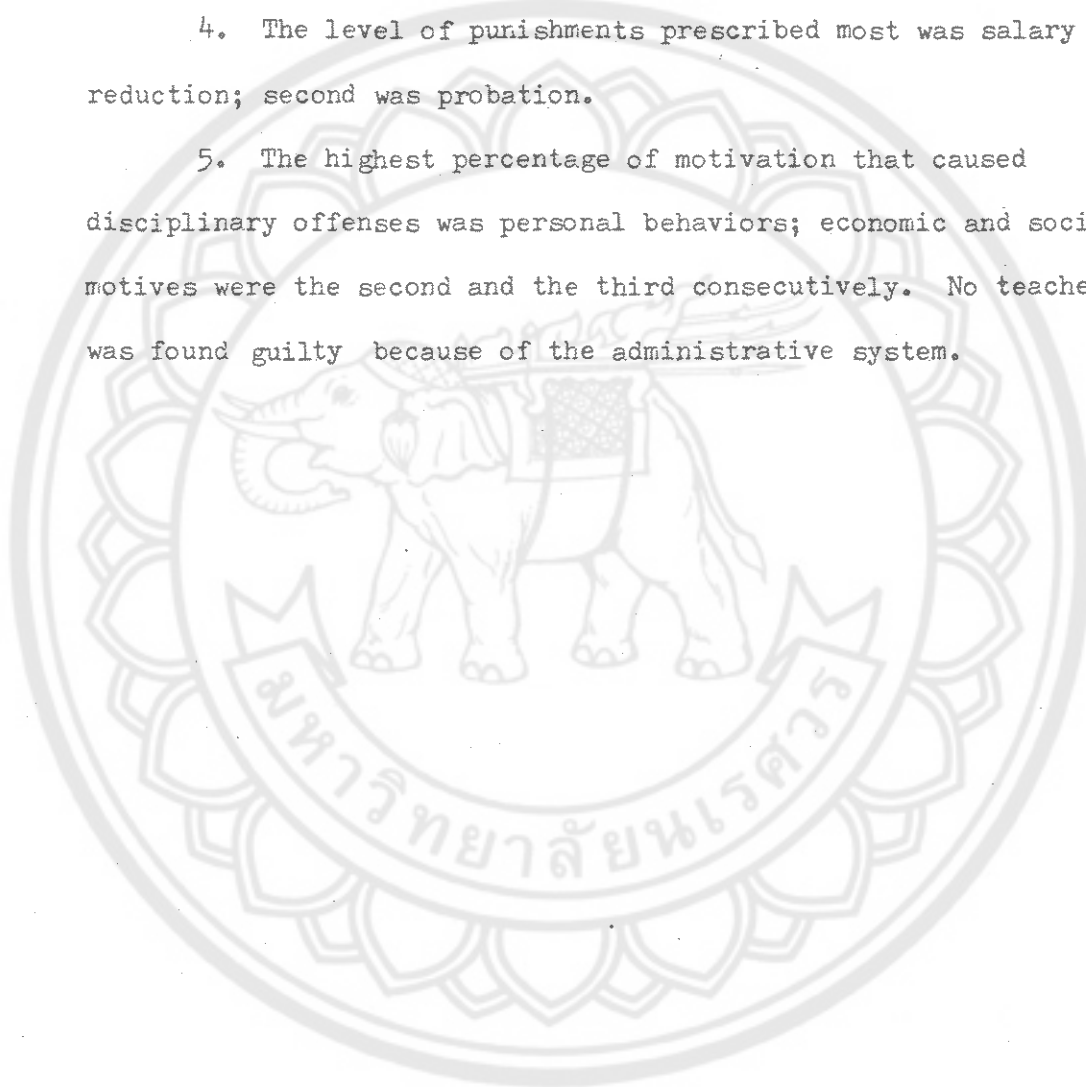 4. The level of punishments prescribed most was salary
reduction; second was probation.
5. The highest percentage of motivation that caused
disciplinary offenses was personal behaviors; economic and soci
motives were the second and the third consecutively. No teache
was found guilty because of the administrative system.
มหาวิทยาลัยนเรศวร